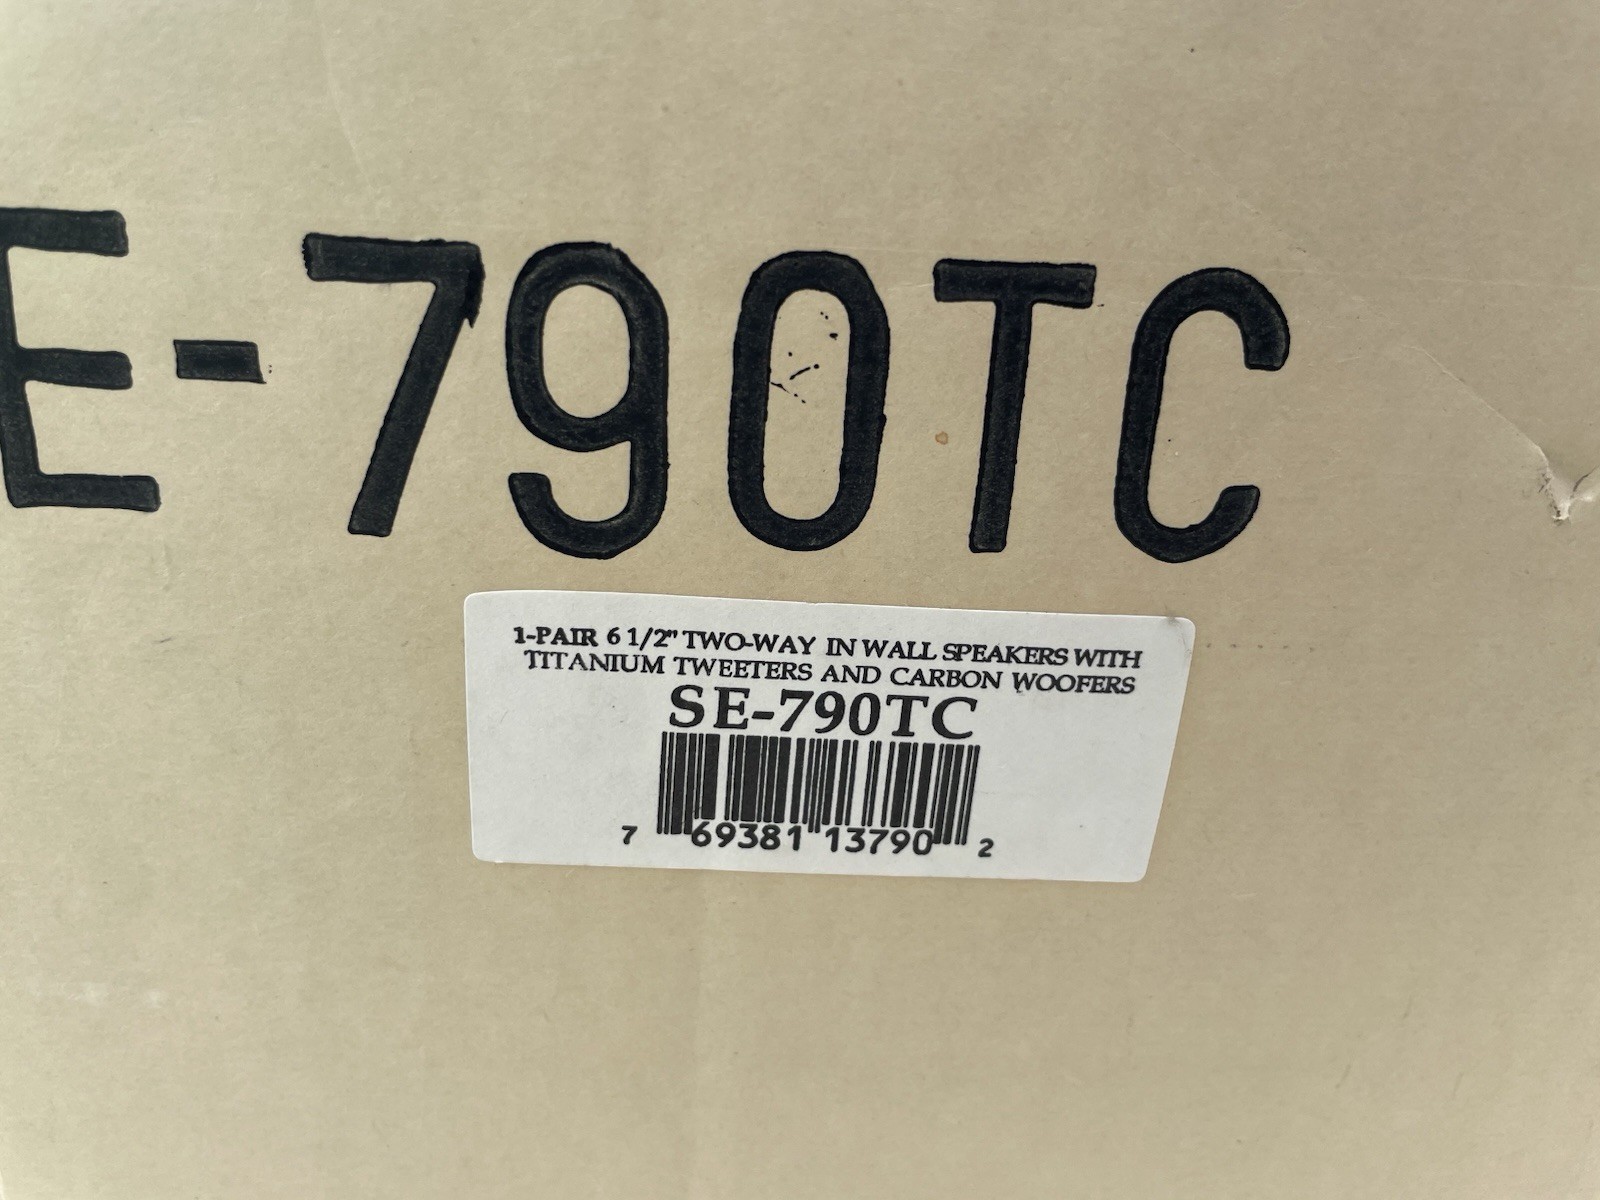 E-790TC
1-PAIR 6 1/2" TWO-WAY IN WALL SPEAKERS WITH
TITANIUM TWEETERS AND CARBON WOOFERS
SE-790TC
7 69381 13790 2